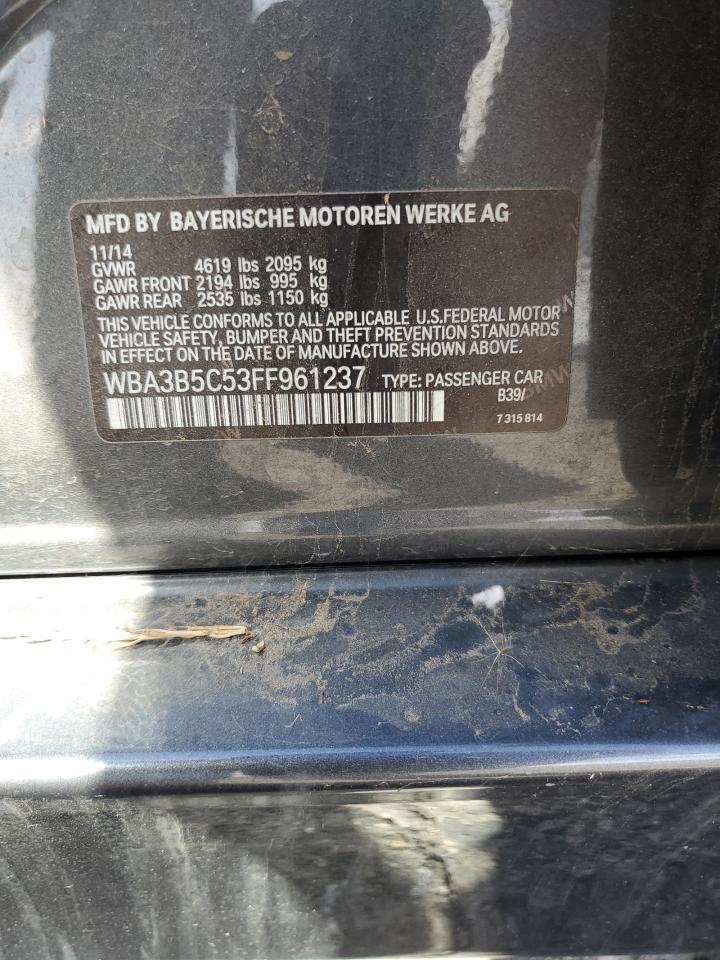 MFD BY BAYERISCHE MOTOREN WERKE AG
11/14
GVWR 4619 lbs 2095 kg
GAWR FRONT 2194 lbs 995 kg
GAWR REAR 2535 lbs 1150 kg
THIS VEHICLE CONFORMS TO ALL APPLICABLE U.S.FEDERAL MOTOR
VEHICLE SAFETY, BUMPER AND THEFT PREVENTION STANDARDS
IN EFFECT ON THE DATE OF MANUFACTURE SHOWN ABOVE.
WBA3B5C53FF961237 TYPE: PASSENGER CAR
B39/
7 315 814
BMW
BMW